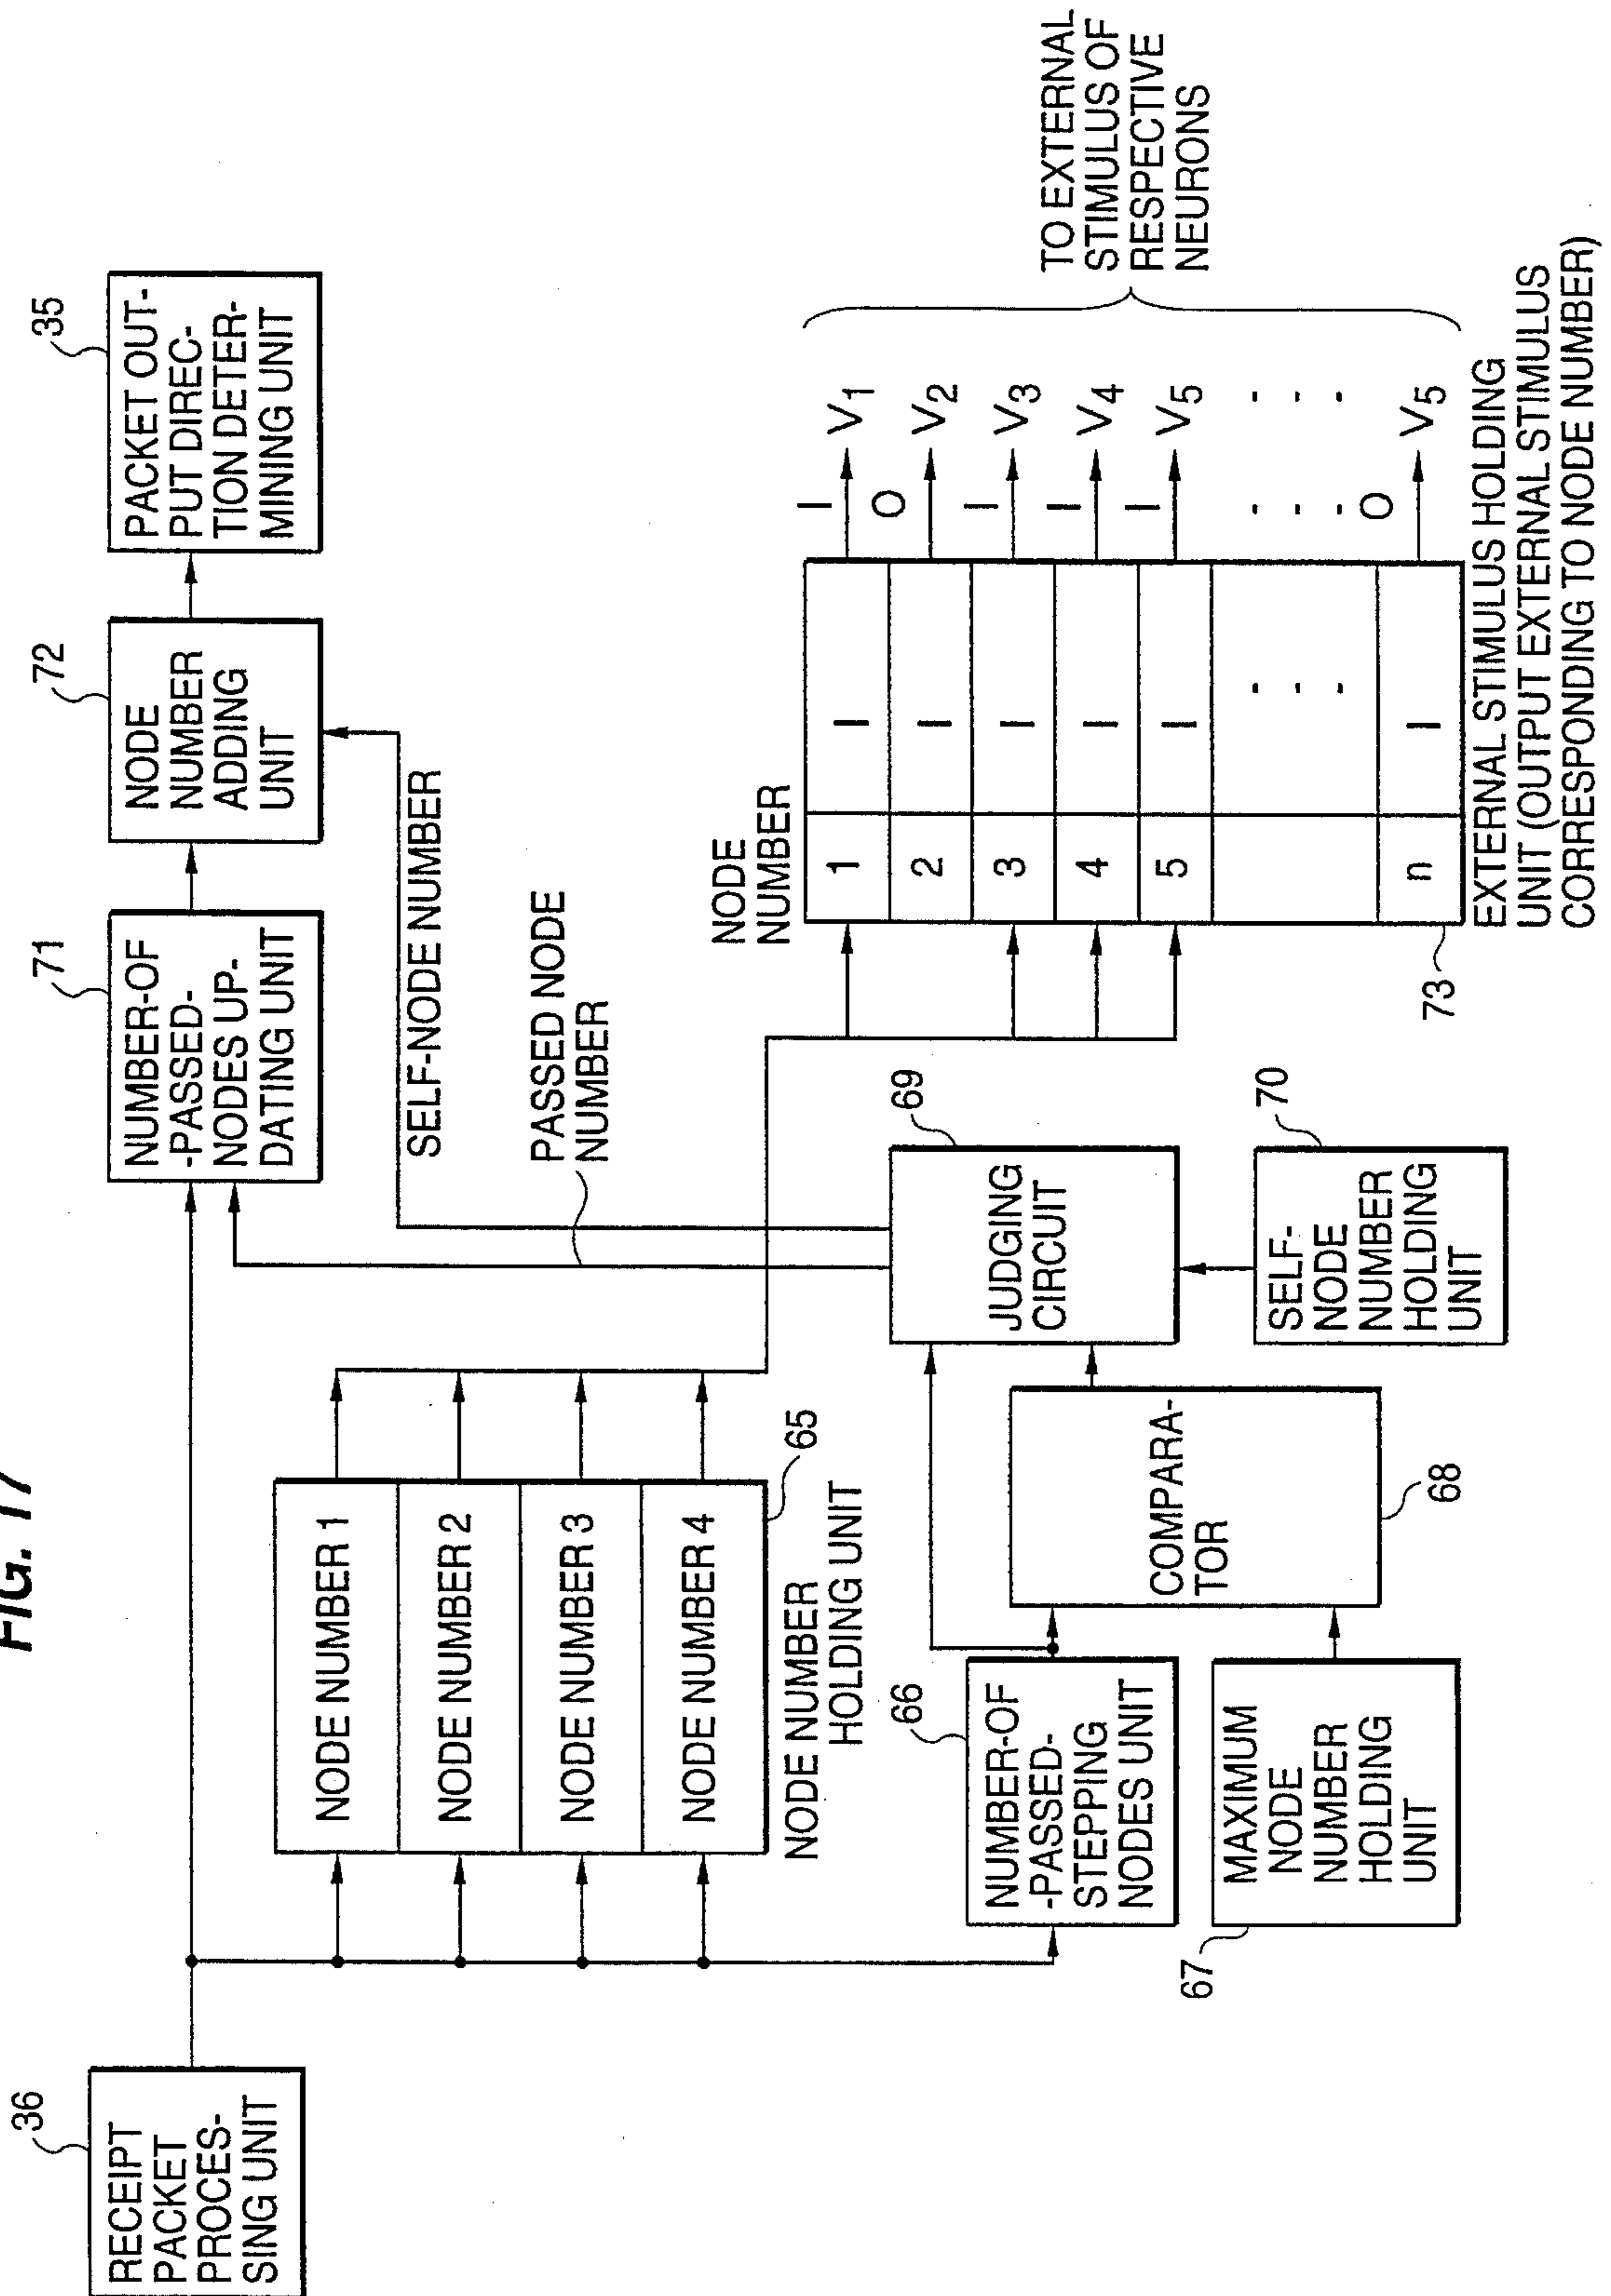 FIG. 17
36
RECEIPT
PACKET
PROCES-
SING UNIT
71
NUMBER-OF
-PASSED-
NODES UP-
DATING UNIT
72
NODE
NUMBER
ADDING
UNIT
35
PACKET OUT-
PUT DIREC-
TION DETER-
MINING UNIT
SELF-NODE NUMBER
PASSED NODE
NUMBER
NODE NUMBER 1
NODE NUMBER 2
NODE NUMBER 3
NODE NUMBER 4
65
NODE NUMBER
HOLDING UNIT
66
NUMBER-OF
-PASSED-
STEPPING
NODES UNIT
67
MAXIMUM
NODE
NUMBER
HOLDING
UNIT
COMPARA-
TOR
68
69
JUDGING
CIRCUIT
70
SELF-
NODE
NUMBER
HOLDING
UNIT
NODE
NUMBER
1 I I V1
2 I O V2
3 I I V3
4 I I V4
5 I I V5
n I O V5
73
EXTERNAL STIMULUS HOLDING
UNIT (OUTPUT EXTERNAL STIMULUS
CORRESPONDING TO NODE NUMBER)
TO EXTERNAL
STIMULUS OF
RESPECTIVE
NEURONS